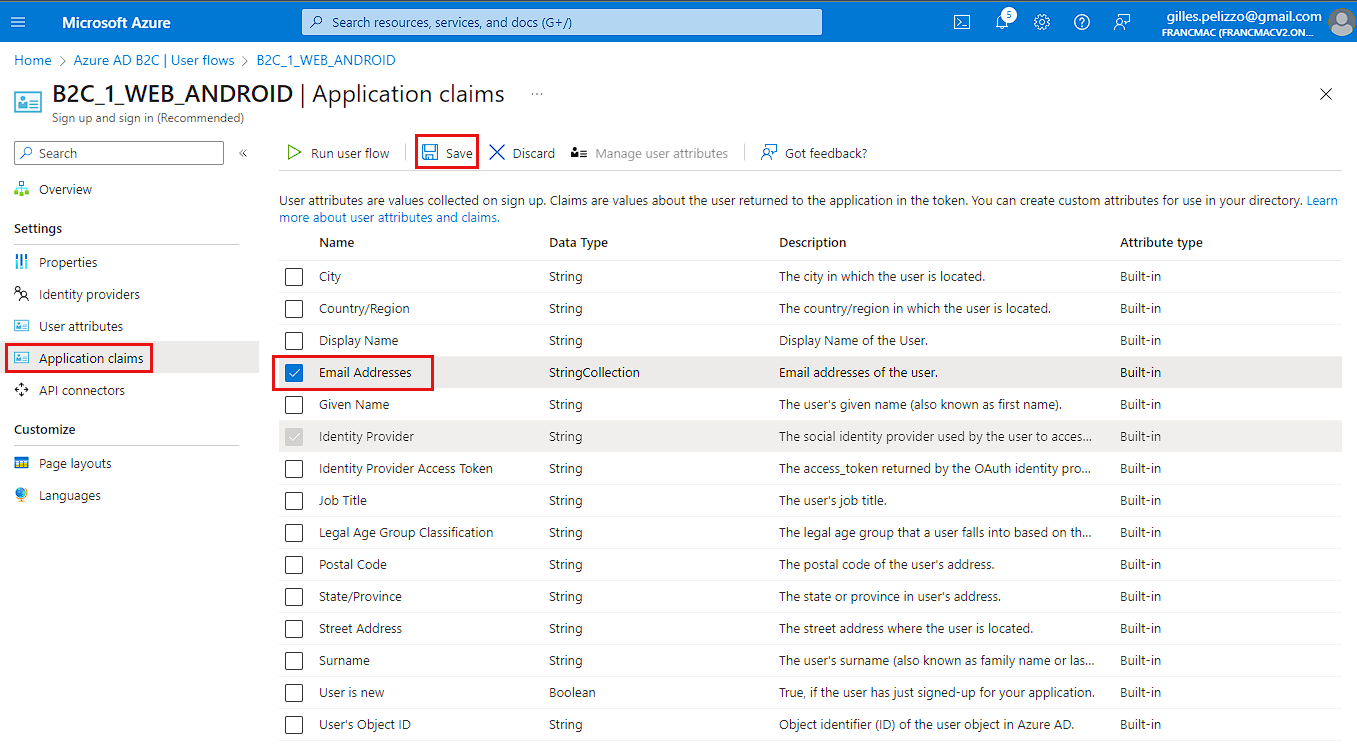 Microsoft Azure
Search resources, services, and docs (G+/)
5
gilles.pelizzo@gmail.com
FRANCMAC (FRANCMACV2.ON...
Home > Azure AD B2C | User flows > B2C_1_WEB_ANDROID
B2C_1_WEB_ANDROID | Application claims ...
Sign up and sign in (Recommended)
Search «
Overview
Settings
Properties
Identity providers
User attributes
Application claims
API connectors
Customize
Page layouts
Languages
Run user flow Save Discard Manage user attributes Got feedback?
User attributes are values collected on sign up. Claims are values about the user returned to the application in the token. You can create custom attributes for use in your directory. Learn
more about user attributes and claims.
Name Data Type Description Attribute type
City String The city in which the user is located. Built-in
Country/Region String The country/region in which the user is located. Built-in
Display Name String Display Name of the User. Built-in
Email Addresses StringCollection Email addresses of the user. Built-in
Given Name String The user's given name (also known as first name). Built-in
Identity Provider String The social identity provider used by the user to acces... Built-in
Identity Provider Access Token String The access_token returned by the OAuth identity pro... Built-in
Job Title String The user's job title. Built-in
Legal Age Group Classification String The legal age group that a user falls into based on th... Built-in
Postal Code String The postal code of the user's address. Built-in
State/Province String The state or province in user's address. Built-in
Street Address String The street address where the user is located. Built-in
Surname String The user's surname (also known as family name or las... Built-in
User is new Boolean True, if the user has just signed-up for your application. Built-in
User's Object ID String Object identifier (ID) of the user object in Azure AD. Built-in